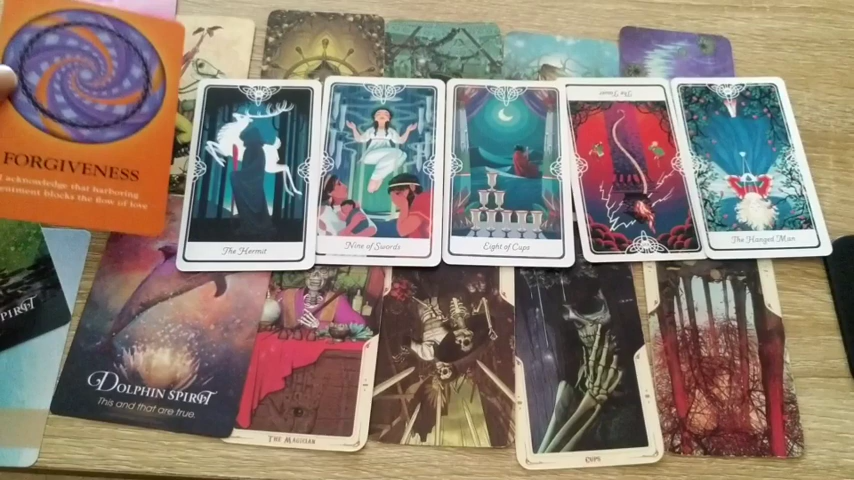 FORGIVENESS
I acknowledge that harboring
resentment blocks the flow of love
The Hermit
Nine of Swords
Eight of Cups
The Tower
The Hanged Man
SPIRIT
DOLPHIN SPIRIT
This and that are true.
THE MAGICIAN
CUPS